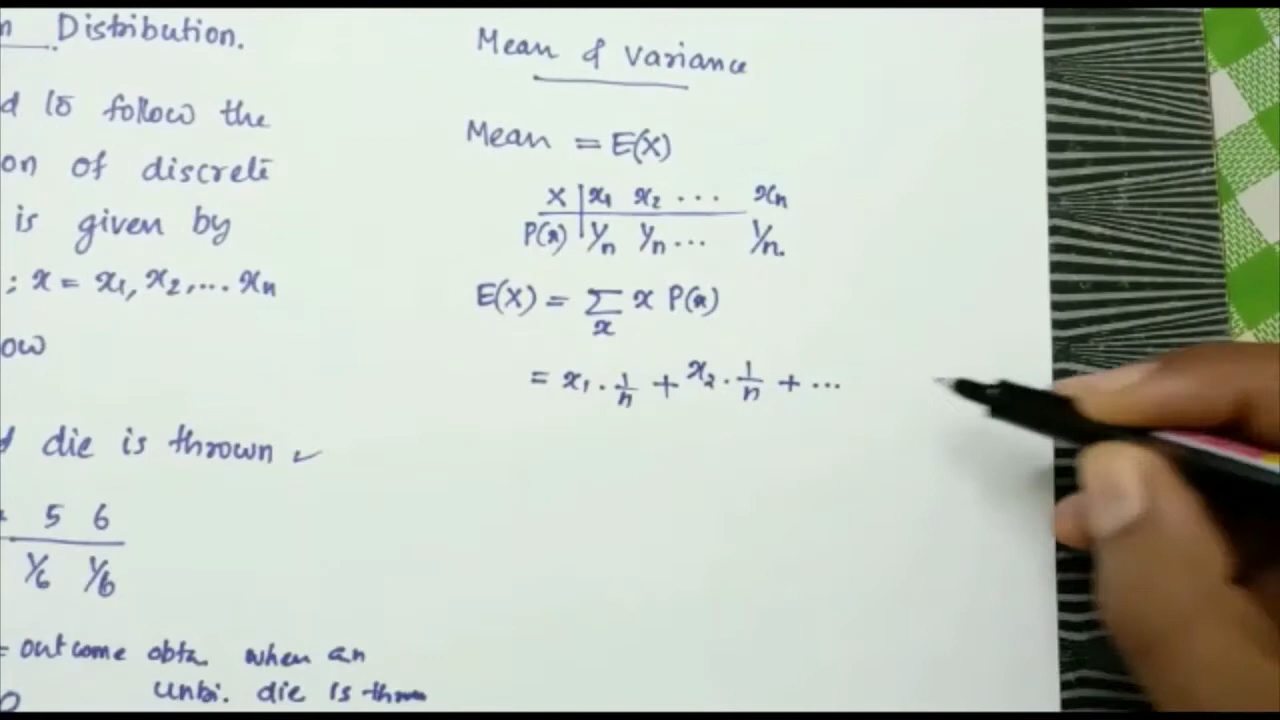 n Distribution.
d to follow the
on of discrete
is given by
; x = x₁, x₂, ... xₙ
ow
die is thrown ✓
5 6
1/6 1/6
= outcome obta. when an
unbi. die is thrown
Mean & Variance
Mean = E(X)
X | x₁ x₂ ... xₙ
P(x) | 1/n 1/n ... 1/n.
E(X) = ∑ₓ x P(x)
= x₁ . 1/n + x₂ . 1/n + ...